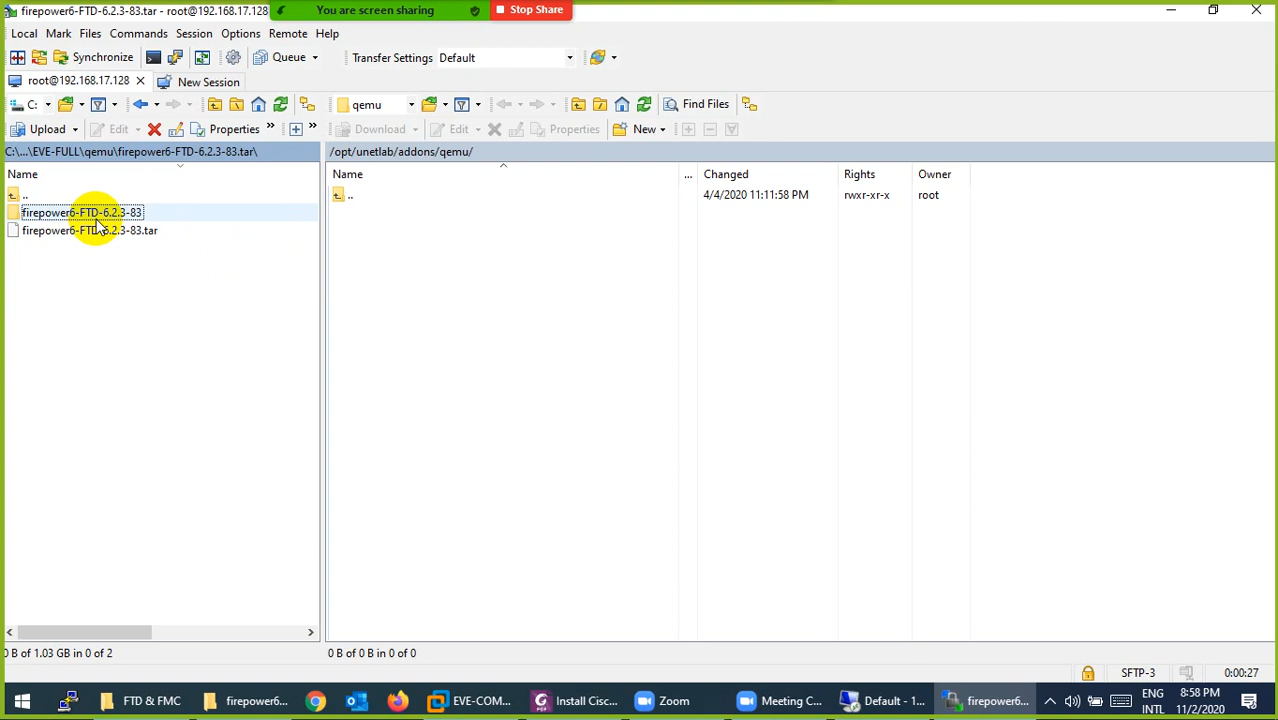 firepower6-FTD-6.2.3-83.tar - root@192.168.17.128
You are screen sharing
Stop Share
Local Mark Files Commands Session Options Remote Help
Synchronize Queue Transfer Settings Default
root@192.168.17.128 New Session
C: qemu Find Files
Upload Edit Properties » » Download Edit Properties New
C:\...\EVE-FULL\qemu\firepower6-FTD-6.2.3-83.tar\ /opt/unetlab/addons/qemu/
Name Name ... Changed Rights Owner
.. .. 4/4/2020 11:11:58 PM rwxr-xr-x root
firepower6-FTD-6.2.3-83
firepower6-FTD-6.2.3-83.tar
0 B of 1.03 GB in 0 of 2 0 B of 0 B in 0 of 0
SFTP-3 0:00:27
FTD & FMC firepower6... EVE-COM... Install Cisc... Zoom Meeting C... Default - 1... firepower6... ENG 8:58 PM
INTL 11/2/2020